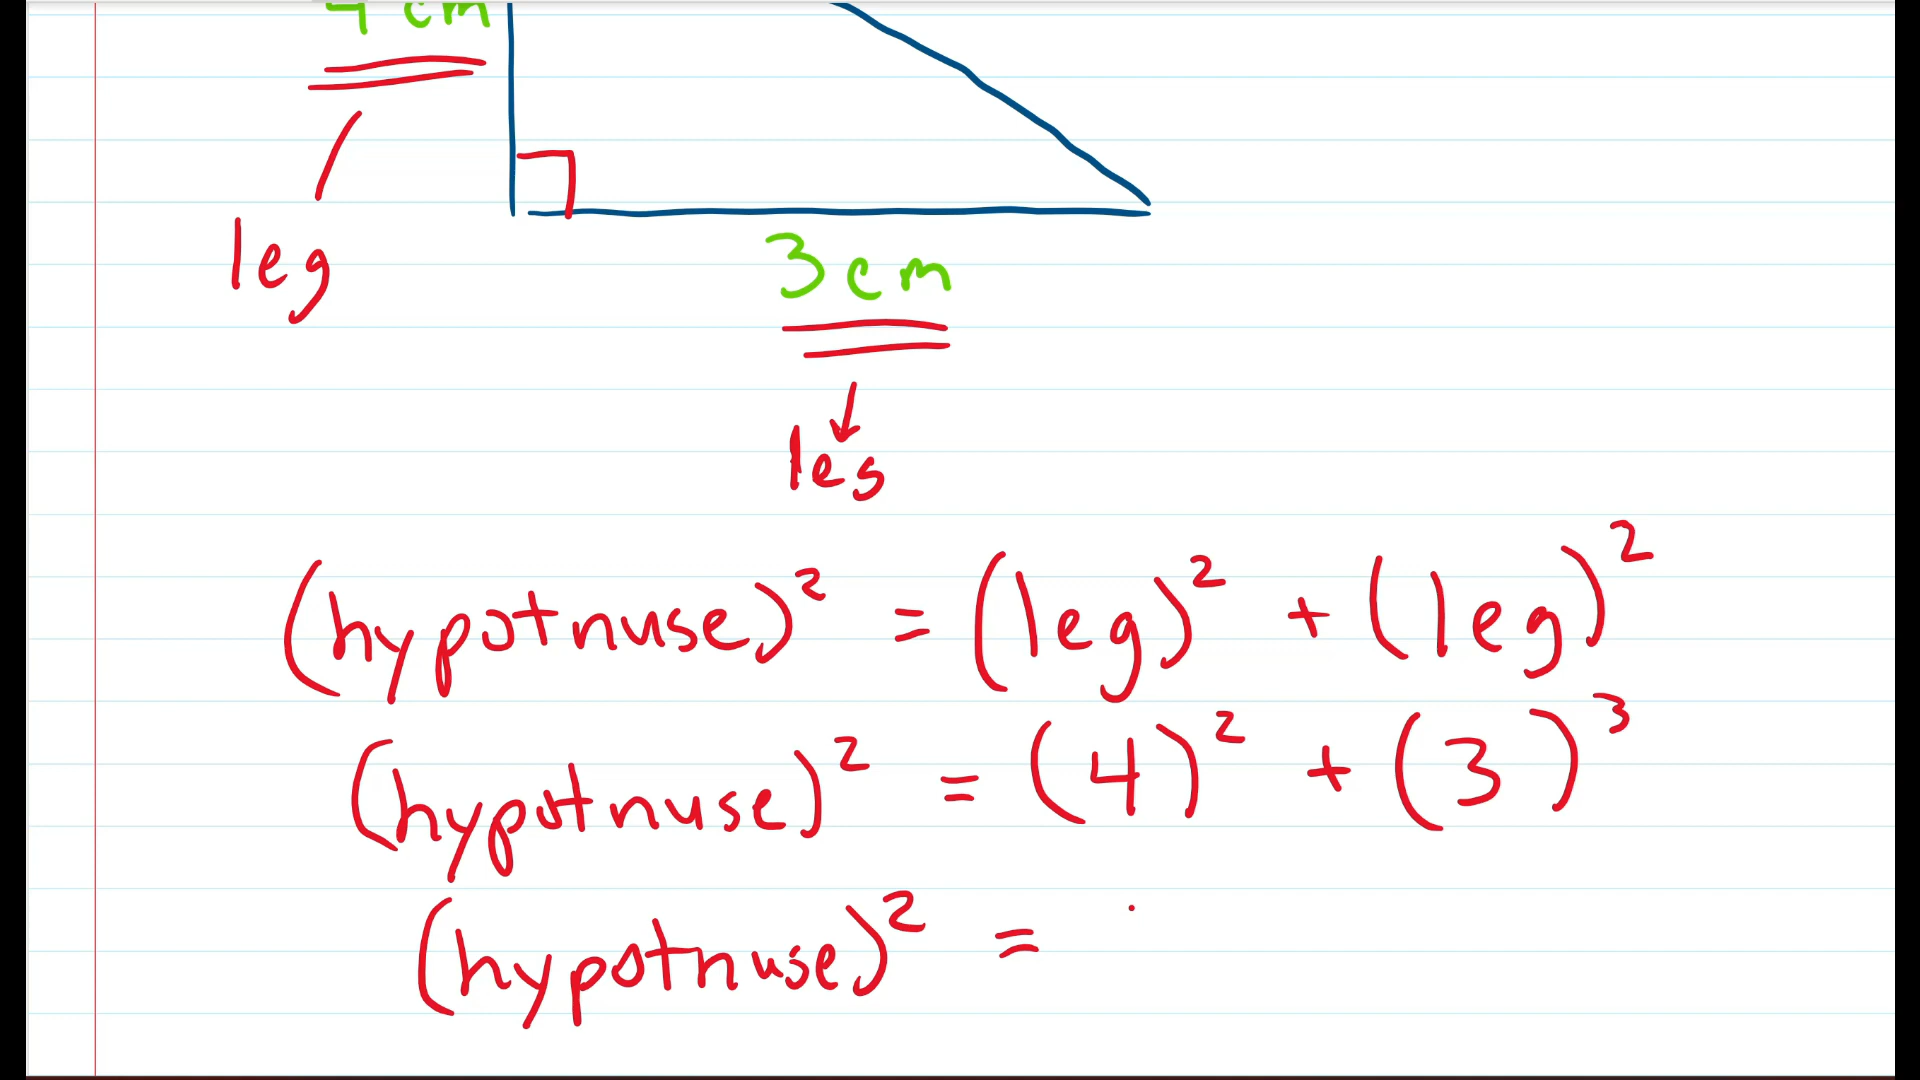 4 cm
leg
3 cm
leg
(hypotnuse)² = (leg)² + (leg)²
(hypotnuse)² = (4)² + (3)³
(hypotnuse)² =